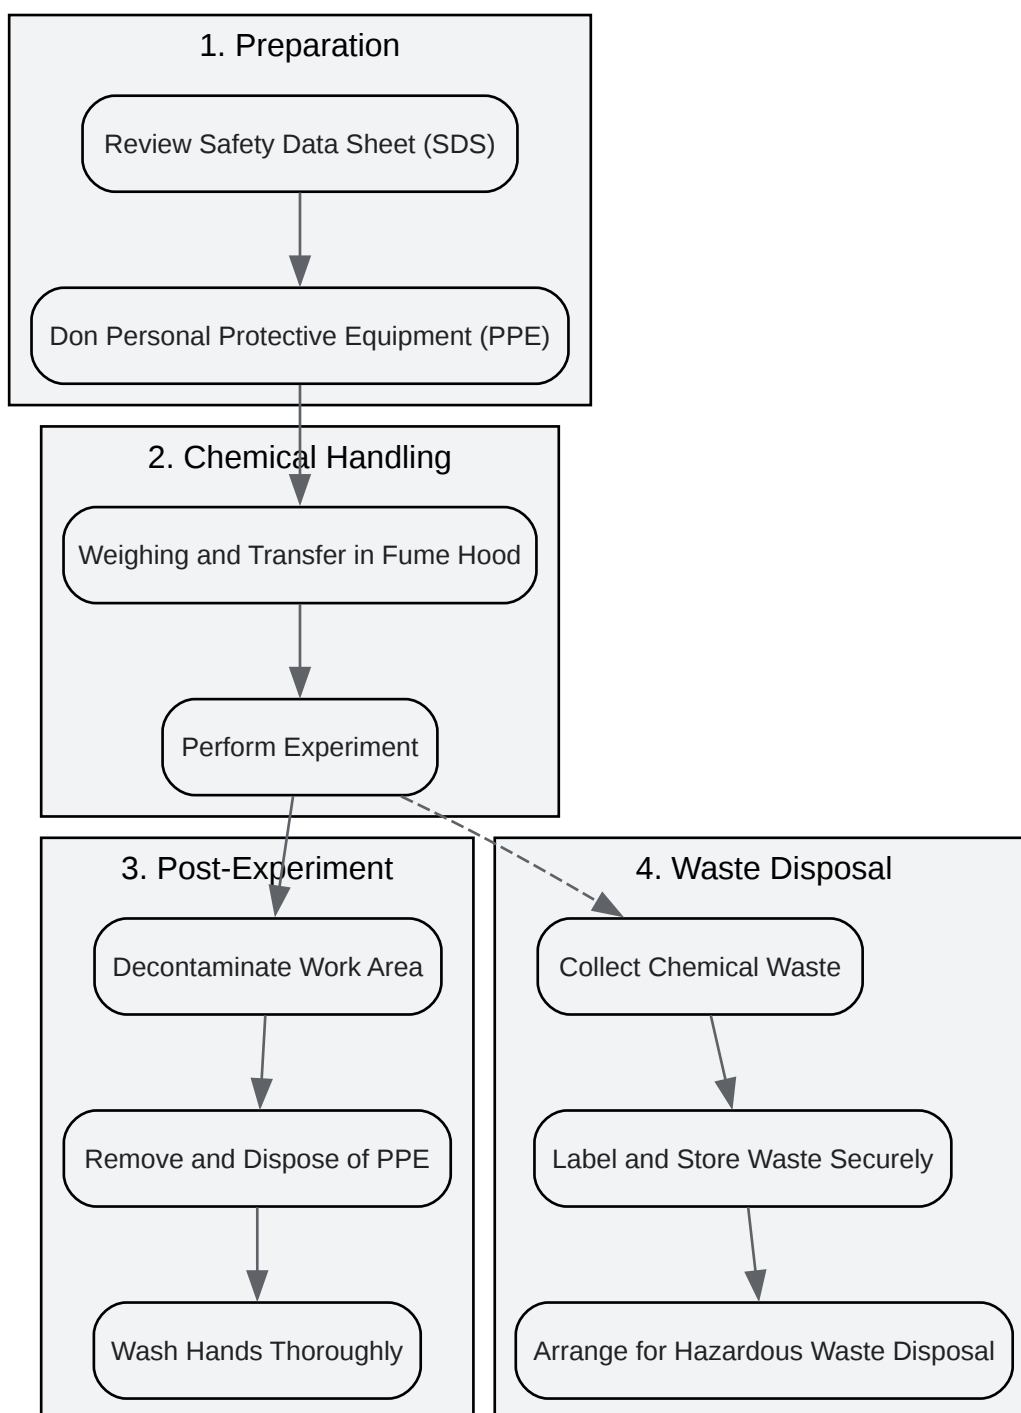 1. Preparation
Review Safety Data Sheet (SDS)
Don Personal Protective Equipment (PPE)
2. Chemical Handling
Weighing and Transfer in Fume Hood
Perform Experiment
3. Post-Experiment
Decontaminate Work Area
Remove and Dispose of PPE
Wash Hands Thoroughly
4. Waste Disposal
Collect Chemical Waste
Label and Store Waste Securely
Arrange for Hazardous Waste Disposal